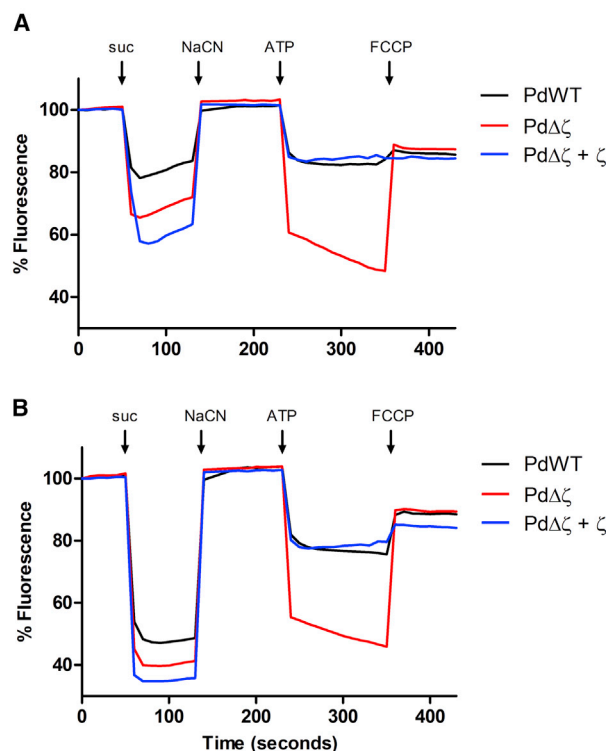 A
suc NaCN ATP FCCP
100
80
60
40
% Fluorescence
0 100 200 300 400
PdWT
PdΔζ
PdΔζ + ζ
B
suc NaCN ATP FCCP
100
80
60
40
% Fluorescence
0 100 200 300 400
Time (seconds)
PdWT
PdΔζ
PdΔζ + ζ